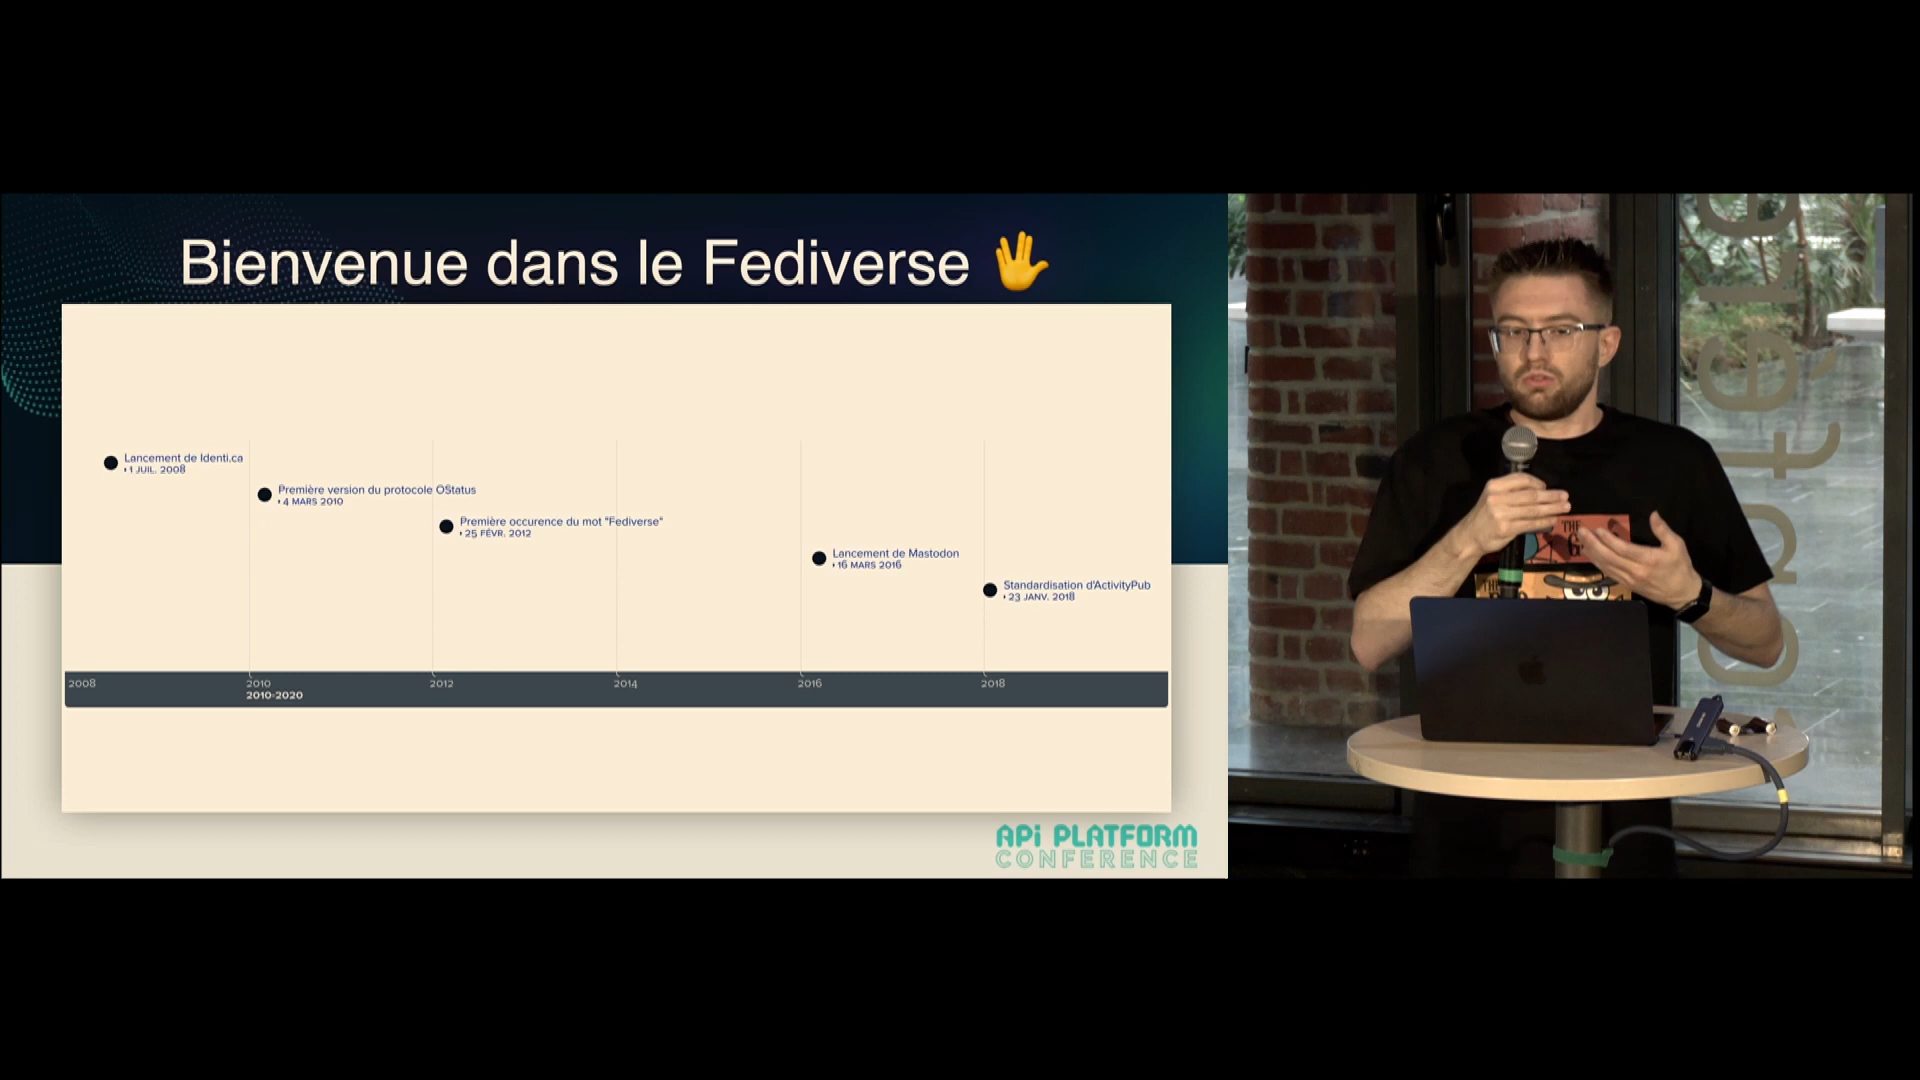 Bienvenue dans le Fediverse 🖖
Lancement de Identi.ca
1 JUIL. 2008
Première version du protocole OStatus
4 MARS 2010
Première occurence du mot "Fediverse"
25 FÉVR. 2012
Lancement de Mastodon
16 MARS 2016
Standardisation d'ActivityPub
23 JANV. 2018
2008
2010
2012
2014
2016
2018
2010-2020
API PLATFORM
CONFERENCE
THE
THE